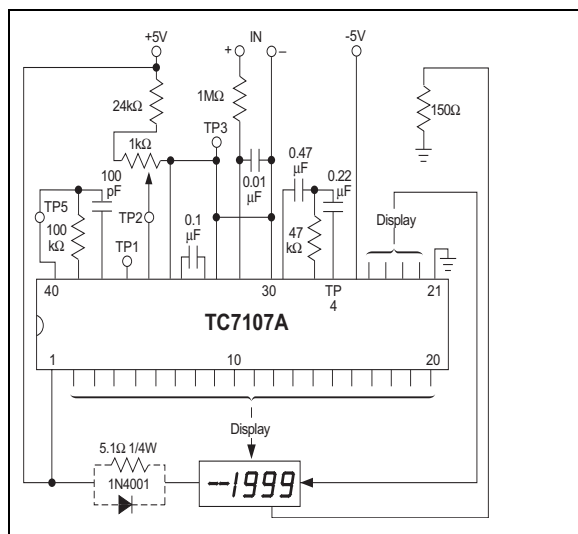 +5V
+ IN –
-5V
24kΩ
1MΩ
150Ω
TP3
1kΩ
0.47
μF
0.22
μF
100
pF
0.01
μF
TP5
TP2
0.1
μF
47
kΩ
Display
100
kΩ
TP1
40
30
TP
4
21
TC7107A
1
10
20
Display
5.1Ω 1/4W
1N4001
--1999